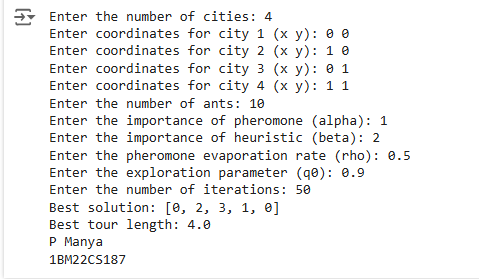 Enter the number of cities: 4
Enter coordinates for city 1 (x y): 0 0
Enter coordinates for city 2 (x y): 1 0
Enter coordinates for city 3 (x y): 0 1
Enter coordinates for city 4 (x y): 1 1
Enter the number of ants: 10
Enter the importance of pheromone (alpha): 1
Enter the importance of heuristic (beta): 2
Enter the pheromone evaporation rate (rho): 0.5
Enter the exploration parameter (q0): 0.9
Enter the number of iterations: 50
Best solution: [0, 2, 3, 1, 0]
Best tour length: 4.0
P Manya
1BM22CS187